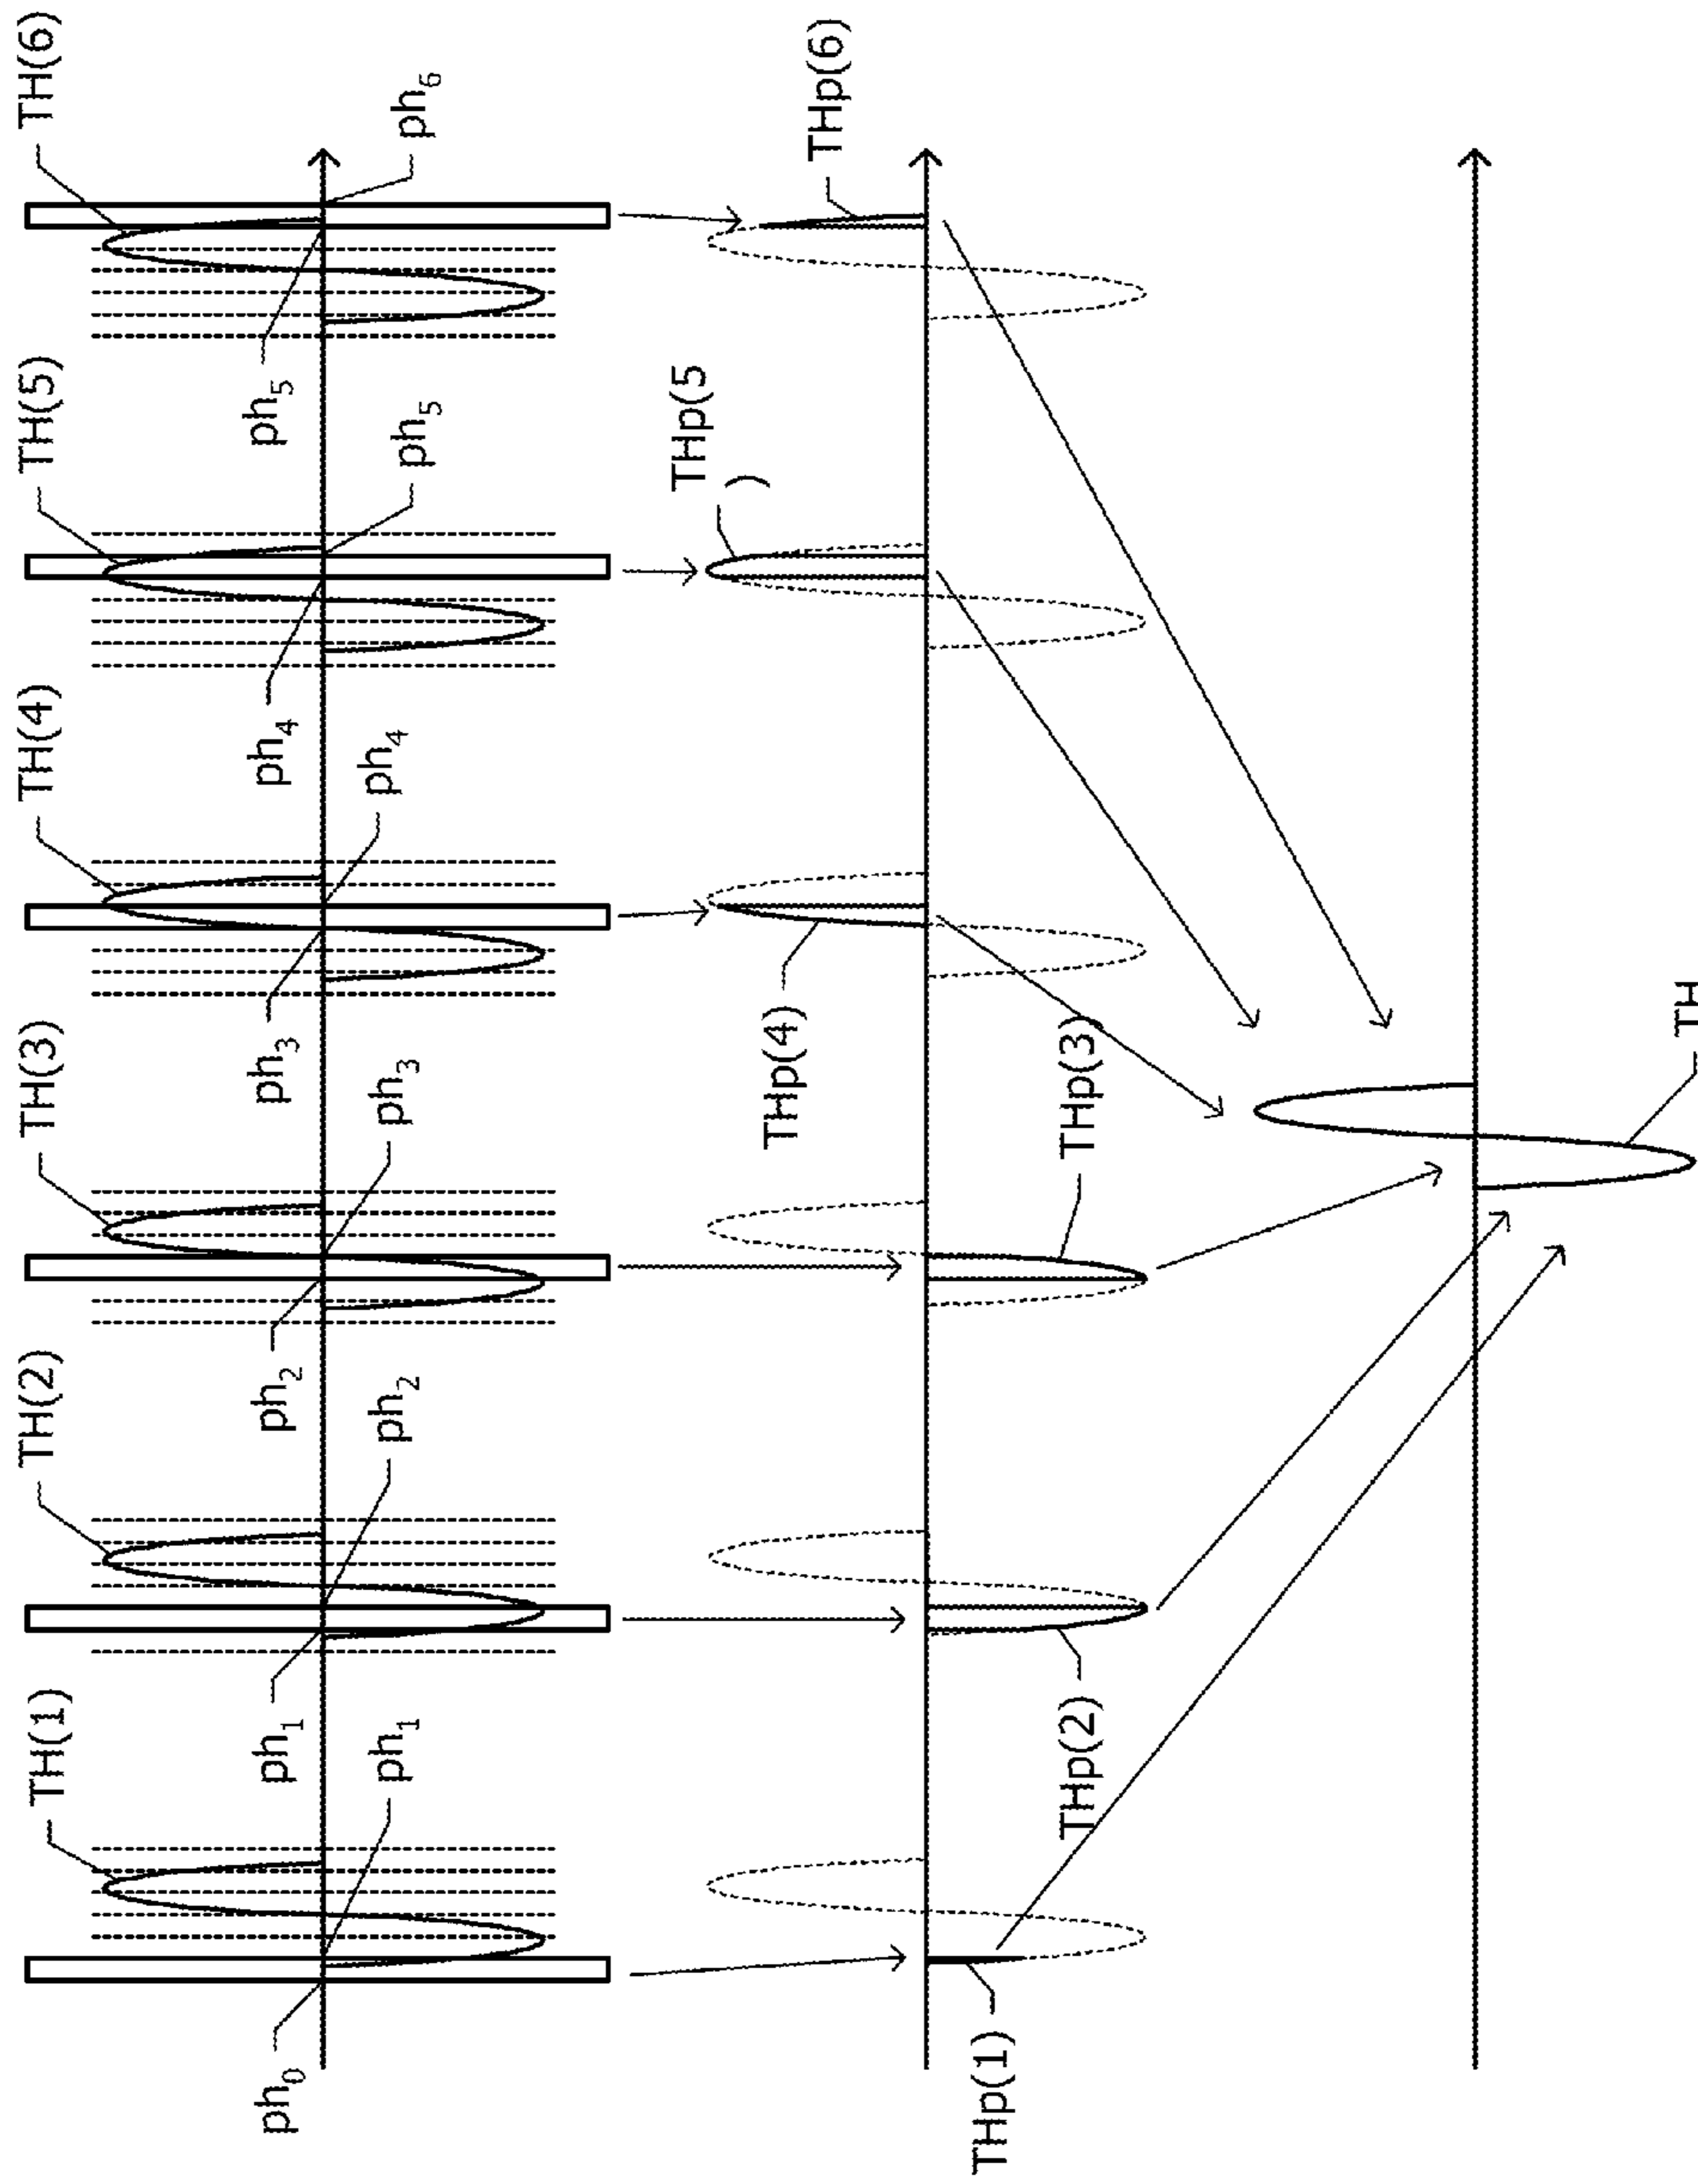 TH(1)
TH(2)
TH(3)
TH(4)
TH(5)
TH(6)
ph₀
ph₁
ph₂
ph₃
ph₄
ph₅
ph₁
ph₂
ph₃
ph₄
ph₅
ph₆
THp(5
)
THp(4)
THp(6)
THp(1)
THp(2)
THp(3)
TH